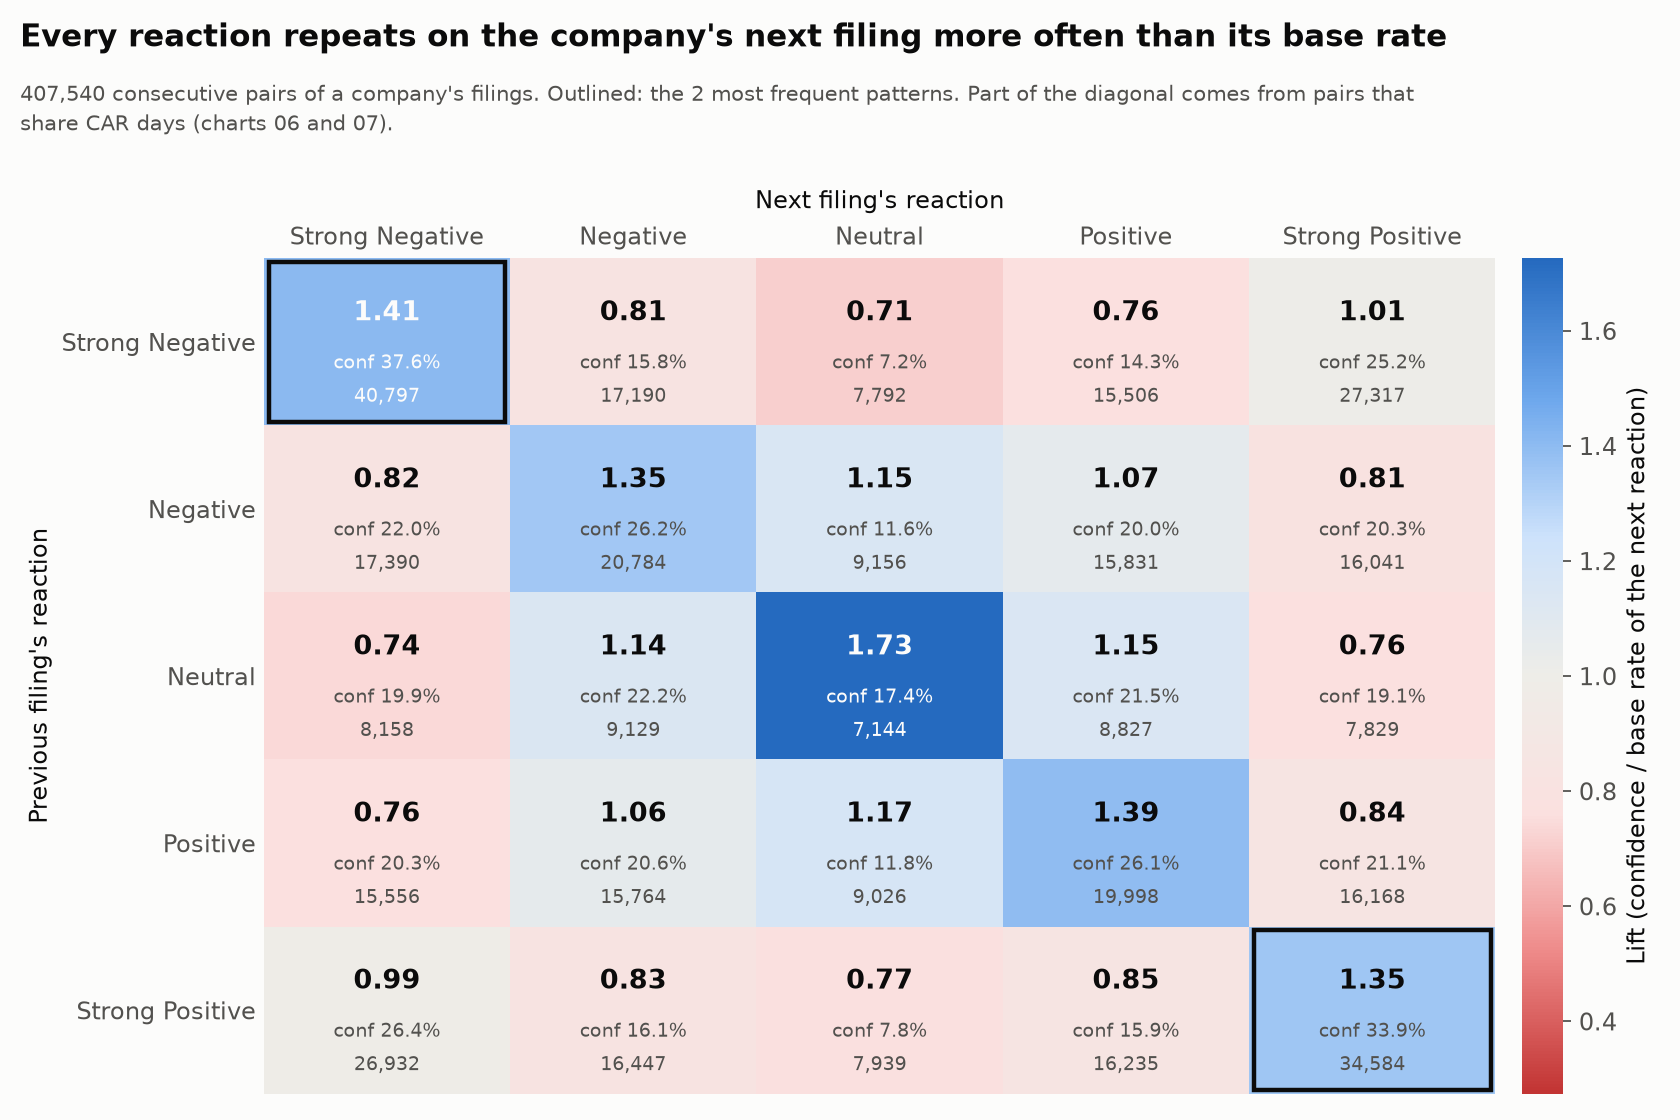 Every reaction repeats on the company's next filing more often than its base rate
407,540 consecutive pairs of a company's filings. Outlined: the 2 most frequent patterns. Part of the diagonal comes from pairs that
share CAR days (charts 06 and 07).
Next filing's reaction
Strong Negative Negative Neutral Positive Strong Positive
Previous filing's reaction
Strong Negative
1.41 0.81 0.71 0.76 1.01
conf 37.6% conf 15.8% conf 7.2% conf 14.3% conf 25.2%
40,797 17,190 7,792 15,506 27,317
Negative
0.82 1.35 1.15 1.07 0.81
conf 22.0% conf 26.2% conf 11.6% conf 20.0% conf 20.3%
17,390 20,784 9,156 15,831 16,041
Neutral
0.74 1.14 1.73 1.15 0.76
conf 19.9% conf 22.2% conf 17.4% conf 21.5% conf 19.1%
8,158 9,129 7,144 8,827 7,829
Positive
0.76 1.06 1.17 1.39 0.84
conf 20.3% conf 20.6% conf 11.8% conf 26.1% conf 21.1%
15,556 15,764 9,026 19,998 16,168
Strong Positive
0.99 0.83 0.77 0.85 1.35
conf 26.4% conf 16.1% conf 7.8% conf 15.9% conf 33.9%
26,932 16,447 7,939 16,235 34,584
1.6
1.4
1.2
1.0
0.8
0.6
0.4
Lift (confidence / base rate of the next reaction)